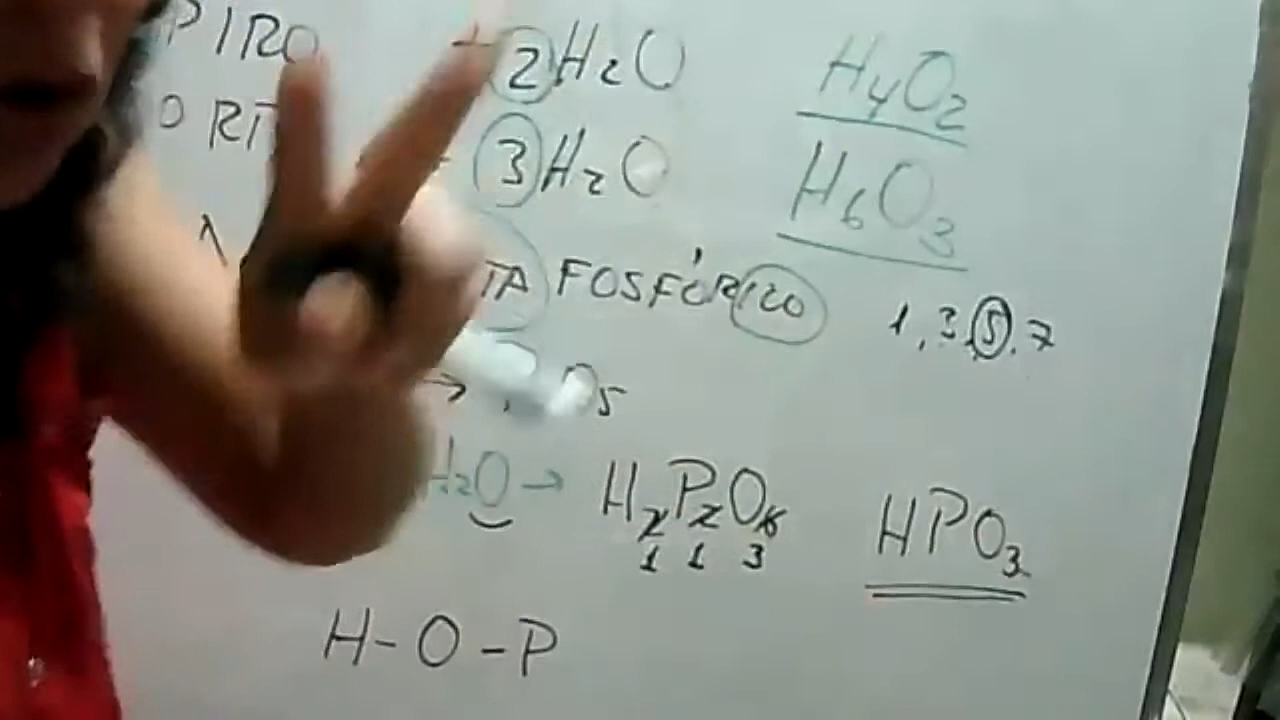 PIRO + 2H2O H4O2
ORT 3H2O H6O3
TA FOSFÓRICO 1, 3, 5, 7
→ O5
H2O → H2P2O6 HPO3
1 1 3
H-O-P